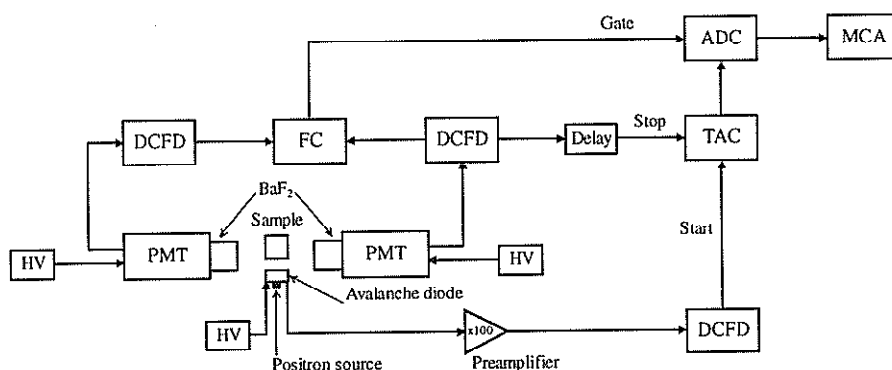 Gate
ADC
MCA
DCFD
FC
DCFD
Delay
Stop
TAC
BaF₂
Sample
PMT
PMT
Start
HV
HV
Avalanche diode
HV
x100
DCFD
Positron source
Preamplifier